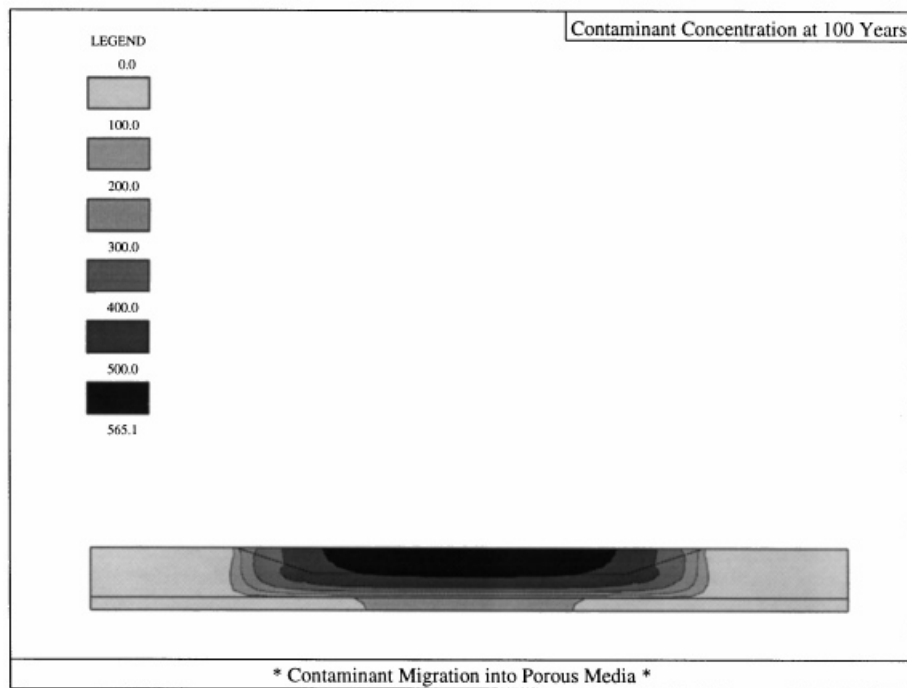 Contaminant Concentration at 100 Years
LEGEND
0.0
100.0
200.0
300.0
400.0
500.0
565.1
* Contaminant Migration into Porous Media *